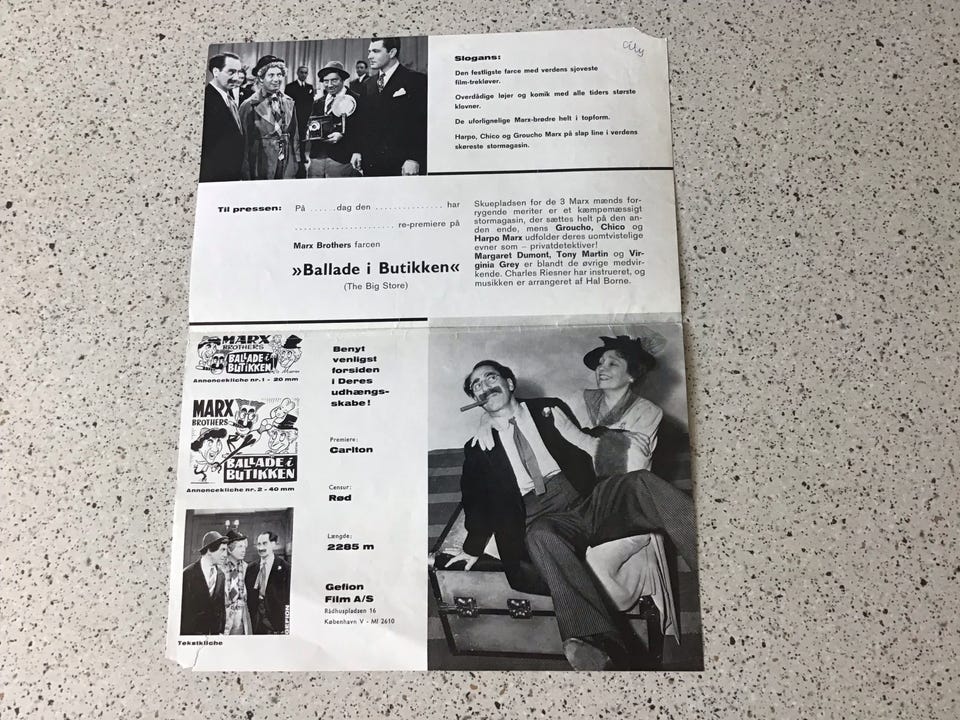 City
Slogans:
Den festligste farce med verdens sjoveste
film-trekløver.
Overdådige løjer og komik med alle tiders største
klovner.
De uforlignelige Marx-brødre helt i topform.
Harpo, Chico og Groucho Marx på slap line i verdens
skøreste stormagasin.
Til pressen: På ...... dag den ............... har
...................... re-premiere på
Marx Brothers farcen
»Ballade i Butikken«
(The Big Store)
Skuepladsen for de 3 Marx mænds for-
rygende meriter er et kæmpemæssigt
stormagasin, der sættes helt på den an-
den ende, mens Groucho, Chico og
Harpo Marx udfolder deres uomtvistelige
evner som – privatdetektiver!
Margaret Dumont, Tony Martin og Vir-
ginia Grey er blandt de øvrige medvir-
kende. Charles Riesner har instrueret, og
musikken er arrangeret af Hal Borne.
MARX
BROTHERS
BALLADE i
BUTIKKEN
Annoncekliche nr. 1 - 20 mm
MARX
BROTHERS
BALLADE i
BUTIKKEN
Annoncekliche nr. 2 - 40 mm
GEFION
Tekstkliche
Benyt
venligst
forsiden
i Deres
udhængs-
skabe!
Premiere:
Carlton
Censur:
Rød
Længde:
2285 m
Gefion
Film A/S
Rådhuspladsen 16
København V - MI 2610